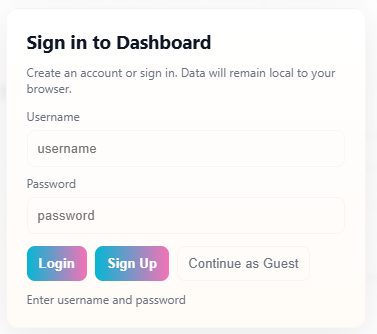 Sign in to Dashboard
Create an account or sign in. Data will remain local to your
browser.
Username
username
Password
password
Login Sign Up Continue as Guest
Enter username and password